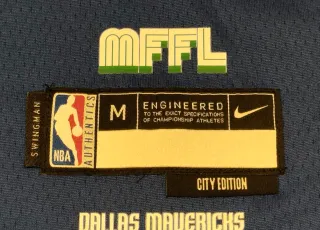 MFFL
SWINGMAN
NBA
AUTHENTICS
M
ENGINEERED
TO THE EXACT SPECIFICATIONS
OF CHAMPIONSHIP ATHLETES
CITY EDITION
DALLAS MAVERICKS